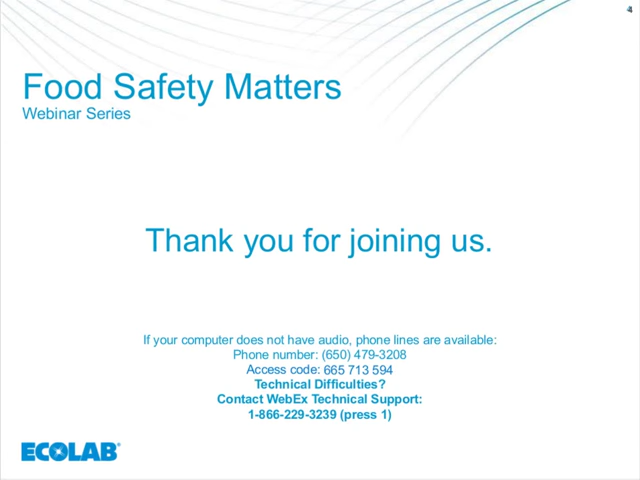 4
Food Safety Matters
Webinar Series
Thank you for joining us.
If your computer does not have audio, phone lines are available:
Phone number: (650) 479-3208
Access code: 665 713 594
Technical Difficulties?
Contact WebEx Technical Support:
1-866-229-3239 (press 1)
ECOLAB®